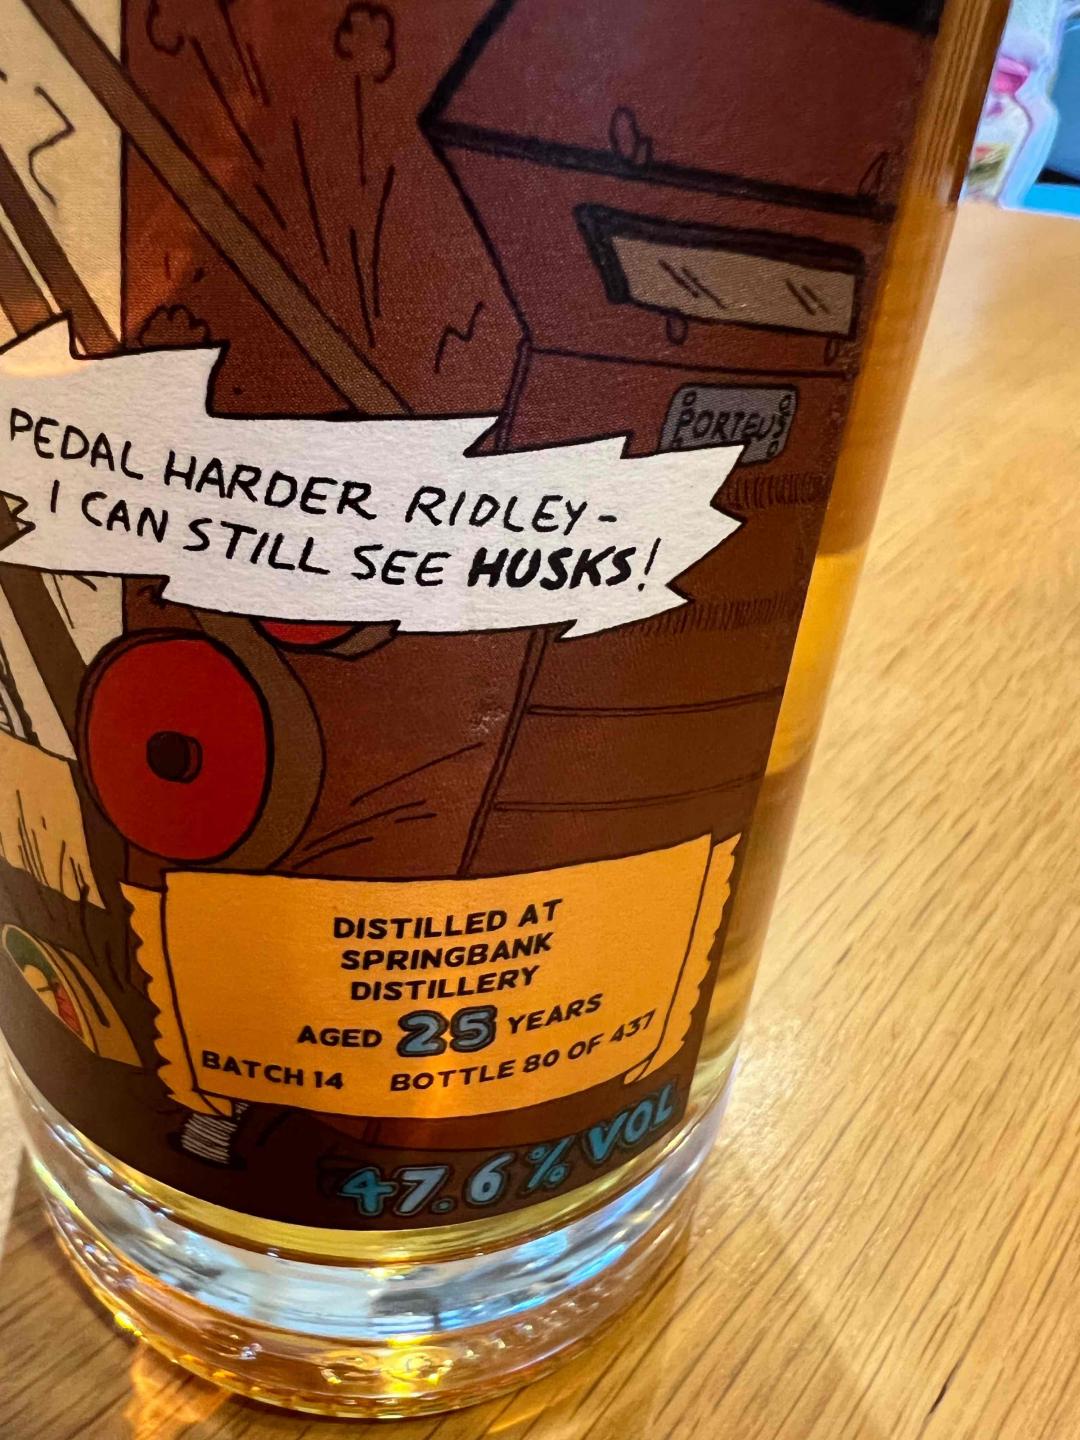 PORTEUS
PEDAL HARDER RIDLEY-
I CAN STILL SEE HUSKS!
DISTILLED AT
SPRINGBANK
DISTILLERY
AGED 25 YEARS
BATCH 14 BOTTLE 80 OF 437
47.6% VOL